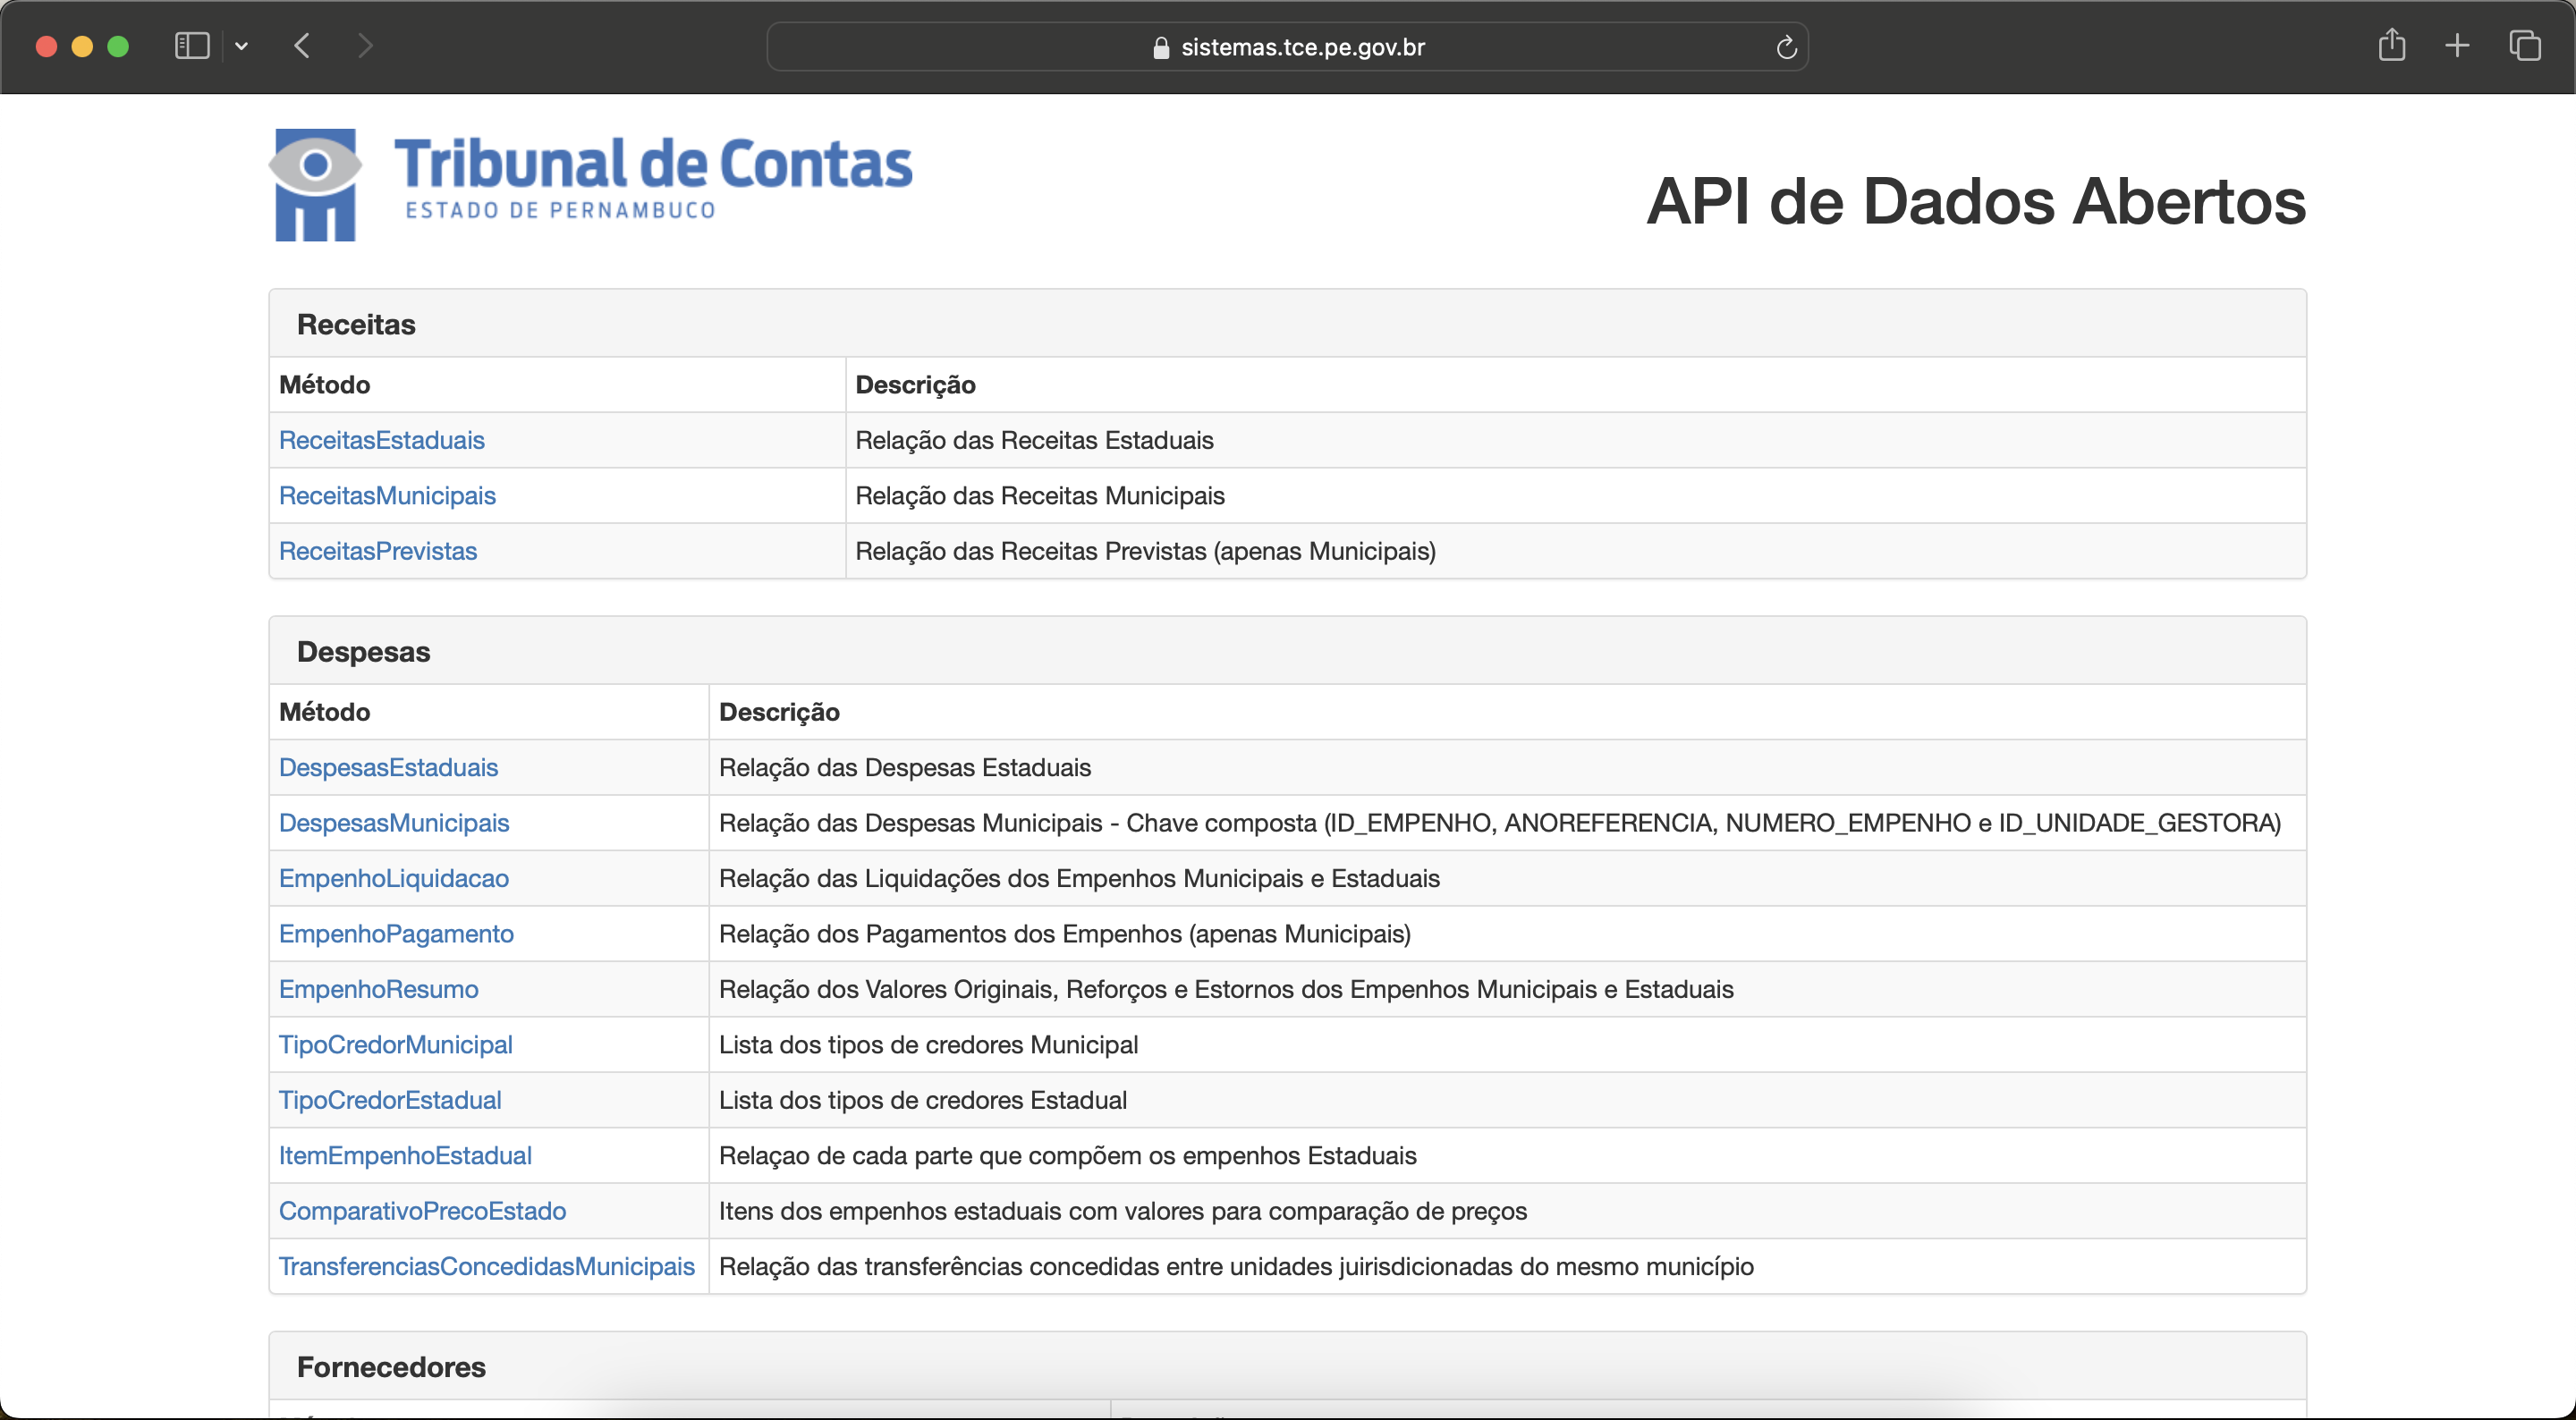 sistemas.tce.pe.gov.br
Tribunal de Contas
ESTADO DE PERNAMBUCO
API de Dados Abertos
Receitas
Método Descrição
ReceitasEstaduais Relação das Receitas Estaduais
ReceitasMunicipais Relação das Receitas Municipais
ReceitasPrevistas Relação das Receitas Previstas (apenas Municipais)
Despesas
Método Descrição
DespesasEstaduais Relação das Despesas Estaduais
DespesasMunicipais Relação das Despesas Municipais - Chave composta (ID_EMPENHO, ANOREFERENCIA, NUMERO_EMPENHO e ID_UNIDADE_GESTORA)
EmpenhoLiquidacao Relação das Liquidações dos Empenhos Municipais e Estaduais
EmpenhoPagamento Relação dos Pagamentos dos Empenhos (apenas Municipais)
EmpenhoResumo Relação dos Valores Originais, Reforços e Estornos dos Empenhos Municipais e Estaduais
TipoCredorMunicipal Lista dos tipos de credores Municipal
TipoCredorEstadual Lista dos tipos de credores Estadual
ItemEmpenhoEstadual Relaçao de cada parte que compõem os empenhos Estaduais
ComparativoPrecoEstado Itens dos empenhos estaduais com valores para comparação de preços
TransferenciasConcedidasMunicipais Relação das transferências concedidas entre unidades juirisdicionadas do mesmo município
Fornecedores